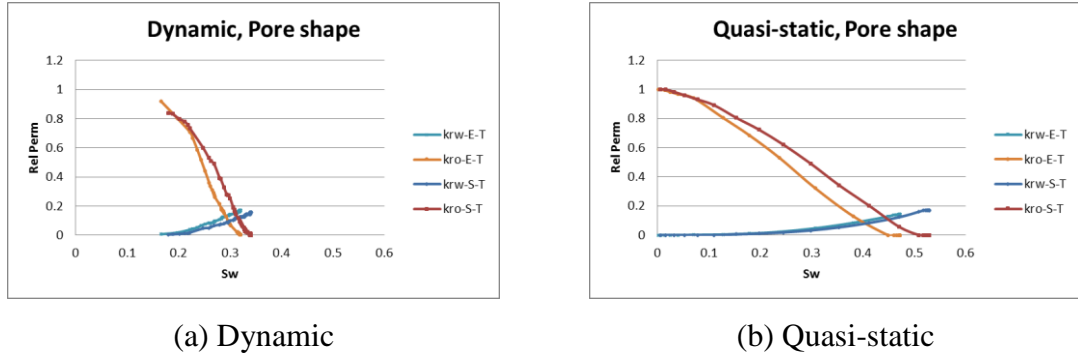 Dynamic, Pore shape
1.2
1
0.8
0.6
0.4
0.2
0
Rel Perm
0 0.1 0.2 0.3 0.4 0.5 0.6
Sw
krw-E-T
kro-E-T
krw-S-T
kro-S-T
(a) Dynamic
Quasi-static, Pore shape
1.2
1
0.8
0.6
0.4
0.2
0
Rel Perm
0 0.1 0.2 0.3 0.4 0.5 0.6
Sw
krw-E-T
kro-E-T
krw-S-T
kro-S-T
(b) Quasi-static